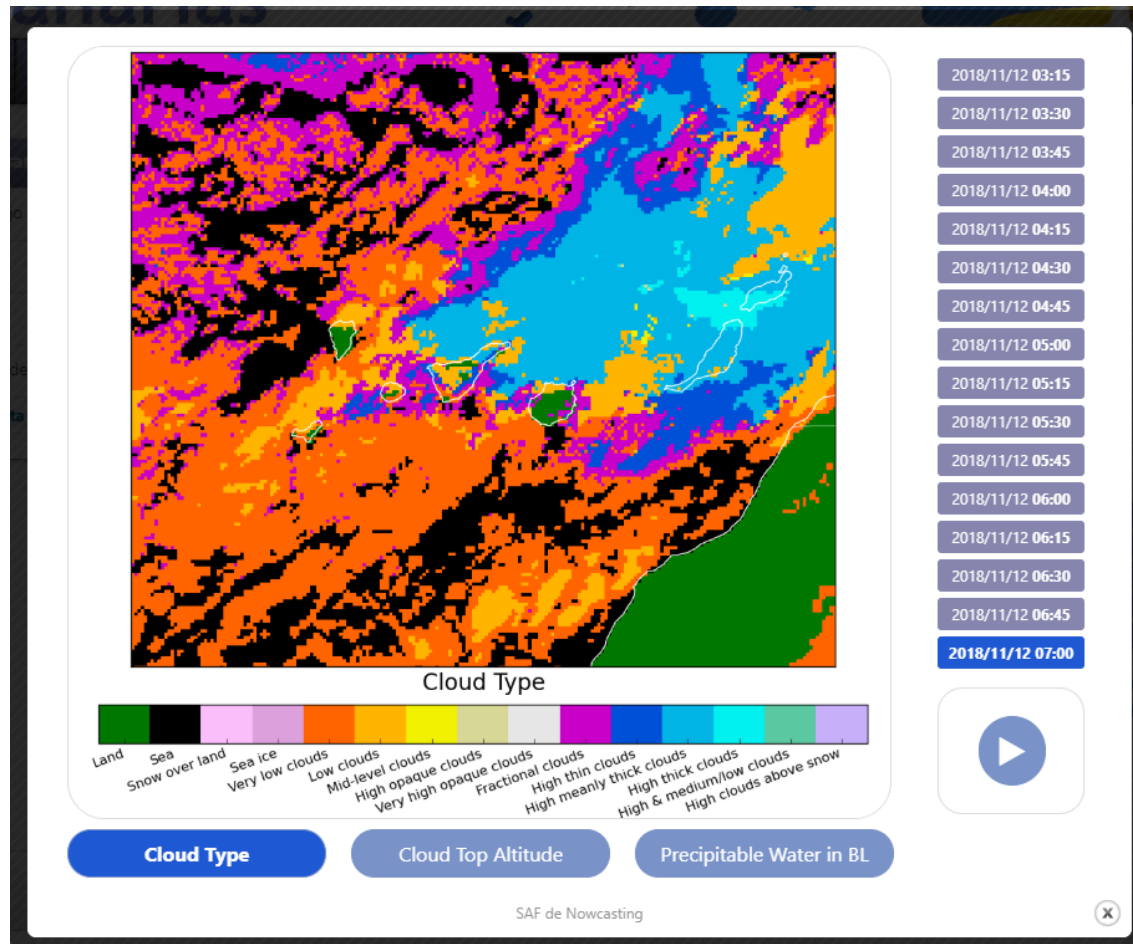 anarias
2018/11/12 03:15
2018/11/12 03:30
2018/11/12 03:45
2018/11/12 04:00
2018/11/12 04:15
2018/11/12 04:30
2018/11/12 04:45
2018/11/12 05:00
2018/11/12 05:15
2018/11/12 05:30
2018/11/12 05:45
2018/11/12 06:00
2018/11/12 06:15
2018/11/12 06:30
2018/11/12 06:45
2018/11/12 07:00
Cloud Type
Land
Sea
Snow over land
Sea ice
Very low clouds
Low clouds
Mid-level clouds
High opaque clouds
Very high opaque clouds
Fractional clouds
High thin clouds
High meanly thick clouds
High thick clouds
High & medium/low clouds
High clouds above snow
Cloud Type
Cloud Top Altitude
Precipitable Water in BL
SAF de Nowcasting
x